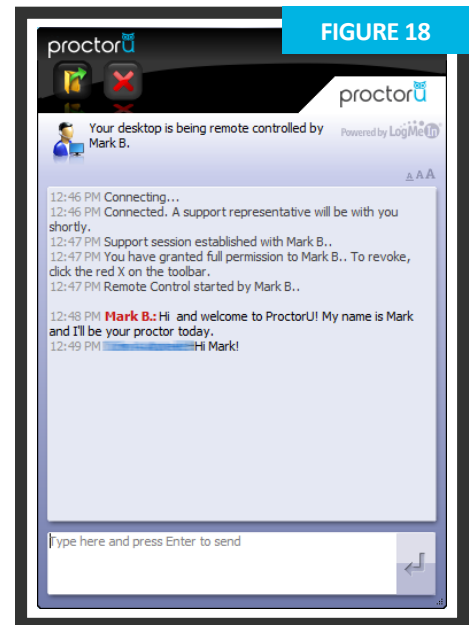 FIGURE 18
proctorU
proctorU
Your desktop is being remote controlled by
Mark B.
Powered by LogMeIn
A A A
12:46 PM Connecting...
12:46 PM Connected. A support representative will be with you
shortly.
12:47 PM Support session established with Mark B..
12:47 PM You have granted full permission to Mark B.. To revoke,
click the red X on the toolbar.
12:47 PM Remote Control started by Mark B..
12:48 PM Mark B.: Hi and welcome to ProctorU! My name is Mark
and I'll be your proctor today.
12:49 PM Hi Mark!
Type here and press Enter to send